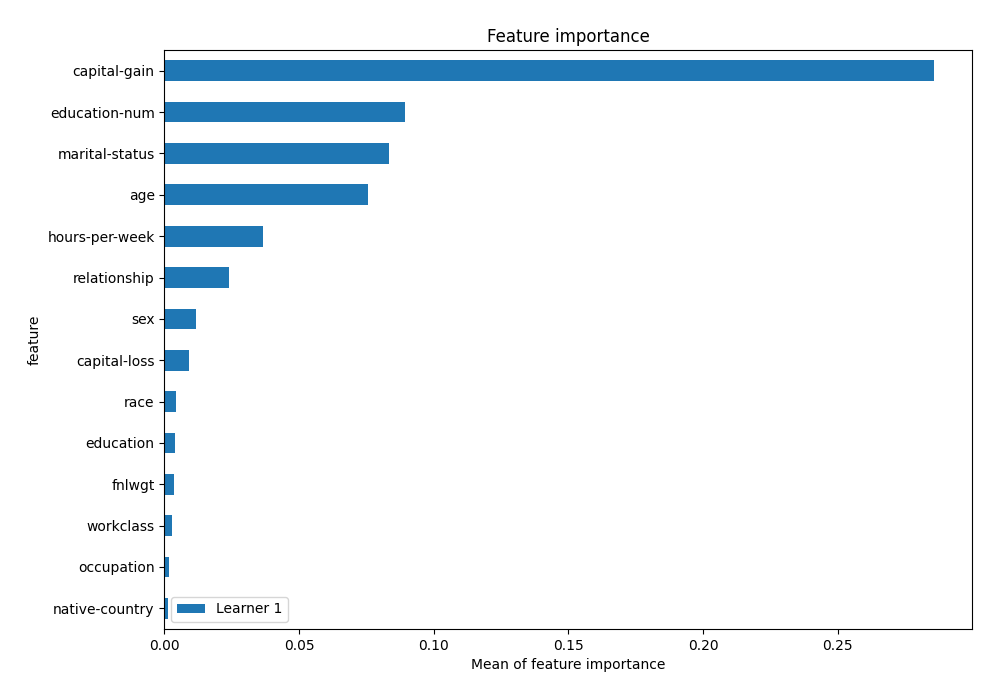 Feature importance
capital-gain
education-num
marital-status
age
hours-per-week
relationship
sex
capital-loss
race
education
fnlwgt
workclass
occupation
native-country
feature
Learner 1
0.00 0.05 0.10 0.15 0.20 0.25
Mean of feature importance